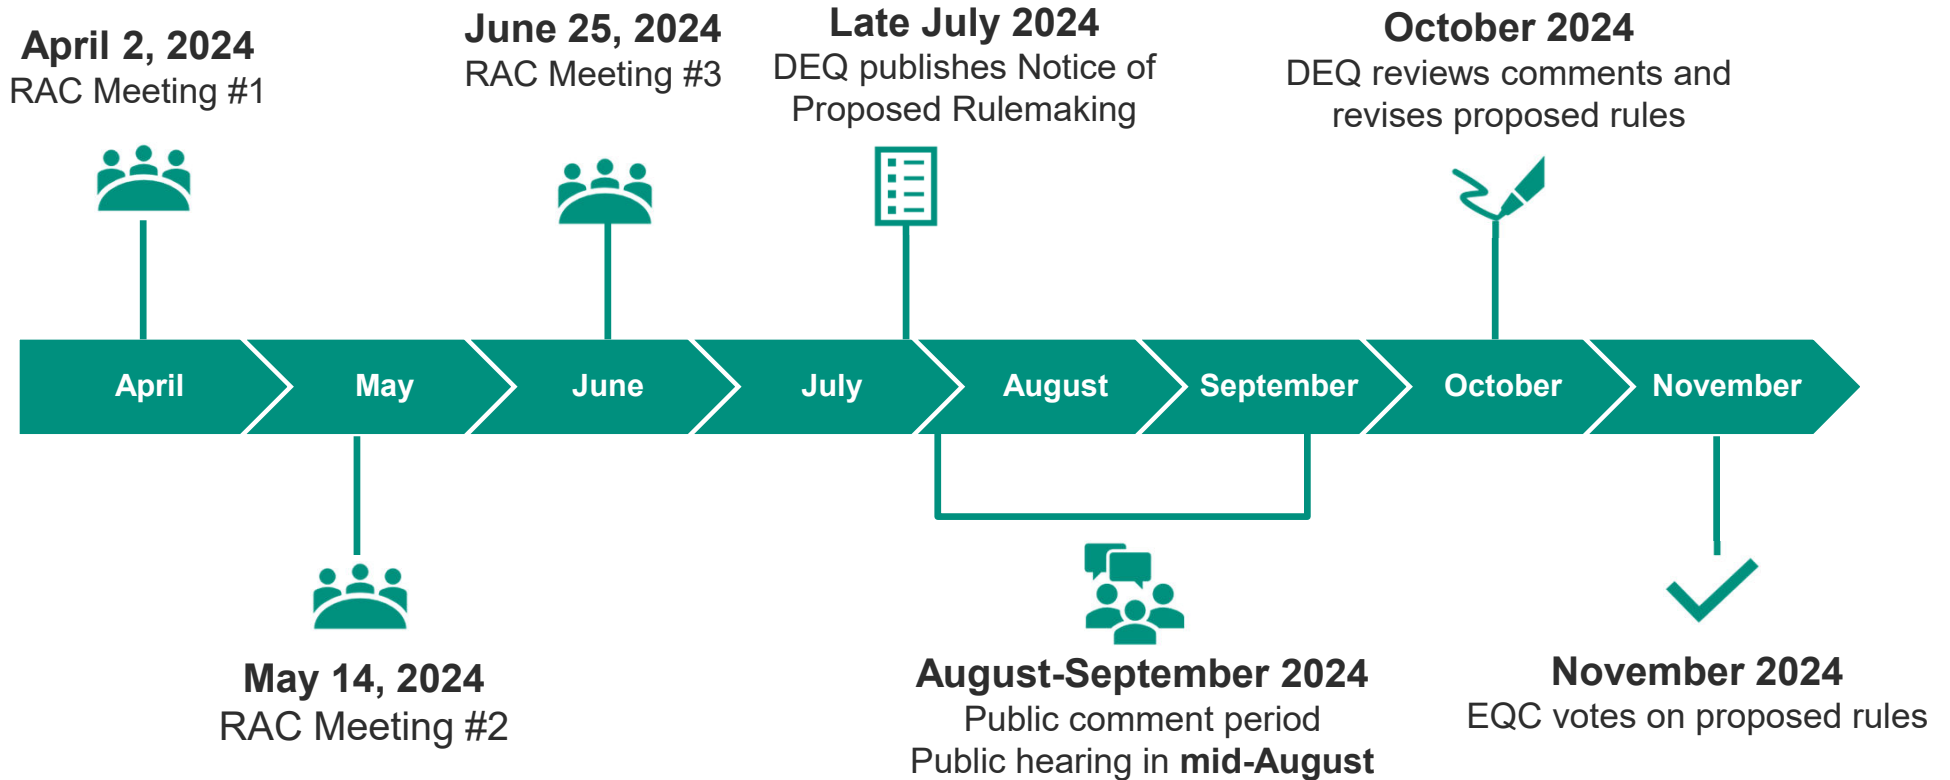 April 2, 2024
RAC Meeting #1
June 25, 2024
RAC Meeting #3
Late July 2024
DEQ publishes Notice of
Proposed Rulemaking
October 2024
DEQ reviews comments and
revises proposed rules
April
May
June
July
August
September
October
November
May 14, 2024
RAC Meeting #2
August-September 2024
Public comment period
Public hearing in mid-August
November 2024
EQC votes on proposed rules